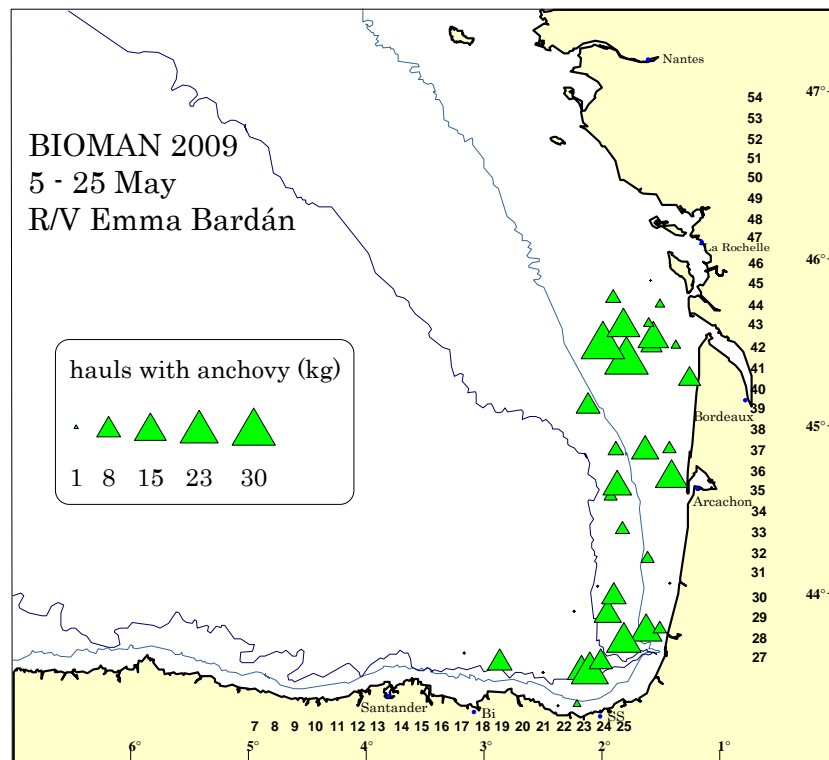 Nantes
47°
54
53
BIOMAN 2009
5 - 25 May
R/V Emma Bardán
52
51
50
49
48
47
La Rochelle
46°
46
45
44
43
42
41
40
39
hauls with anchovy (kg)
1 8 15 23 30
Bordeaux
45°
38
37
36
35
Arcachon
34
33
32
31
44°
30
29
28
27
Santander
Bi
SS
7 8 9 10 11 12 13 14 15 16 17 18 19 20 21 22 23 24 25
6° 5° 4° 3° 2° 1°